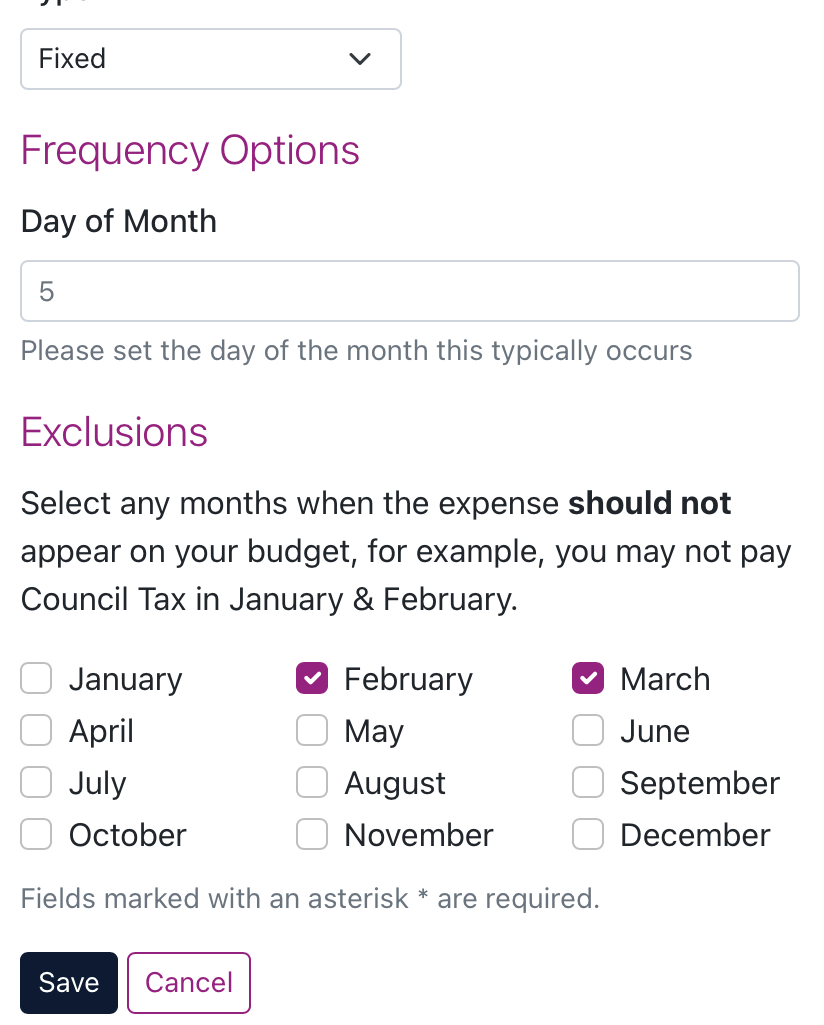 Fixed
Frequency Options
Day of Month
5
Please set the day of the month this typically occurs
Exclusions
Select any months when the expense should not
appear on your budget, for example, you may not pay
Council Tax in January & February.
January February March
April May June
July August September
October November December
Fields marked with an asterisk * are required.
Save Cancel